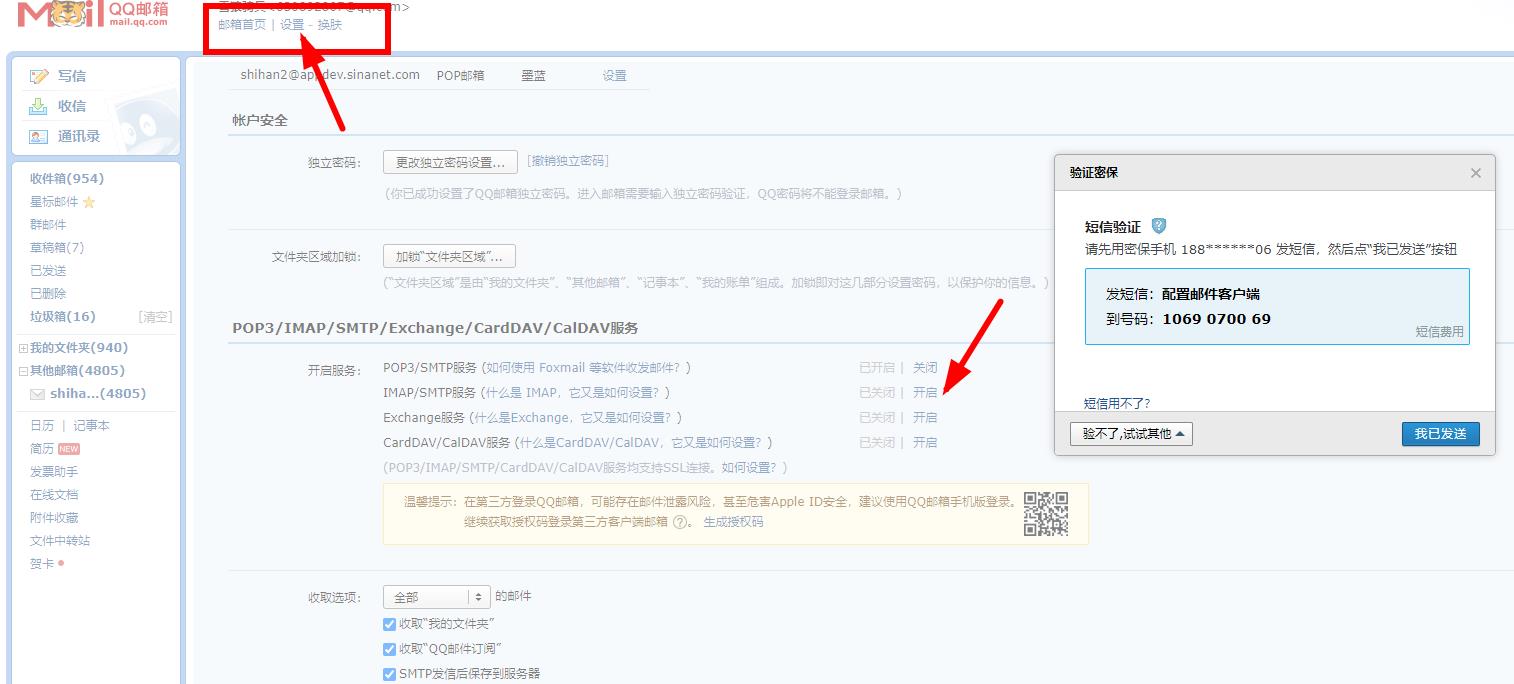 Mail QQ邮箱
mail.qq.com
邮箱首页 | 设置 - 换肤
写信
收信
通讯录
收件箱(954)
星标邮件
群邮件
草稿箱(7)
已发送
已删除
垃圾箱(16) [清空]
我的文件夹(940)
其他邮箱(4805)
shiha...(4805)
日历 | 记事本
简历 NEW
发票助手
在线文档
附件收藏
文件中转站
贺卡
shihan2@appdev.sinanet.com POP邮箱 墨蓝 设置
帐户安全
独立密码： 更改独立密码设置... [撤销独立密码]
(你已成功设置了QQ邮箱独立密码。进入邮箱需要输入独立密码验证，QQ密码将不能登录邮箱。)
文件夹区域加锁： 加锁“文件夹区域”...
(“文件夹区域”是由“我的文件夹”、“其他邮箱”、“记事本”、“我的账单”组成。加锁即对这几部分设置密码，以保护你的信息。)
POP3/IMAP/SMTP/Exchange/CardDAV/CalDAV服务
开启服务： POP3/SMTP服务 (如何使用 Foxmail 等软件收发邮件？) 已开启 | 关闭
IMAP/SMTP服务 (什么是 IMAP，它又是如何设置？) 已关闭 | 开启
Exchange服务 (什么是Exchange，它又是如何设置？) 已关闭 | 开启
CardDAV/CalDAV服务 (什么是CardDAV/CalDAV，它又是如何设置？) 已关闭 | 开启
(POP3/IMAP/SMTP/CardDAV/CalDAV服务均支持SSL连接。如何设置？)
温馨提示：在第三方登录QQ邮箱，可能存在邮件泄露风险，甚至危害Apple ID安全，建议使用QQ邮箱手机版登录。
继续获取授权码登录第三方客户端邮箱 ? 。 生成授权码
收取选项： 全部 的邮件
收取“我的文件夹”
收取“QQ邮件订阅”
SMTP发信后保存到服务器
验证密保 ×
短信验证 ?
请先用密保手机 188******06 发短信，然后点“我已发送”按钮
发短信：配置邮件客户端
到号码：1069 0700 69
短信费用
短信用不了?
验不了,试试其他 我已发送